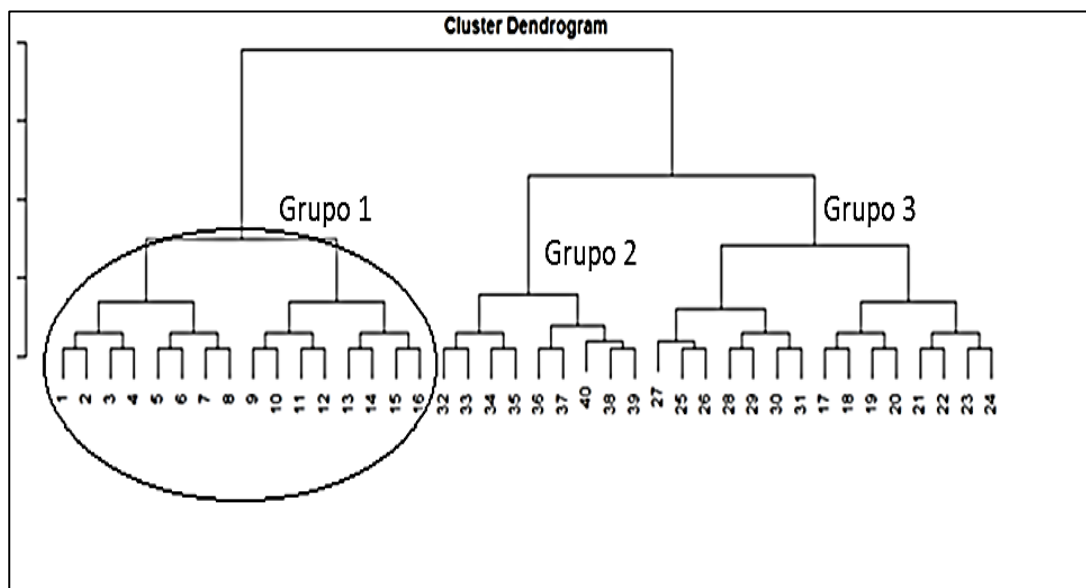 Cluster Dendrogram
Grupo 1
Grupo 3
Grupo 2
1 2 3 4 5 6 7 8 9 10 11 12 13 14 15 16 32 33 34 35 36 37 40 38 39 27 25 26 28 29 30 31 17 18 19 20 21 22 23 24